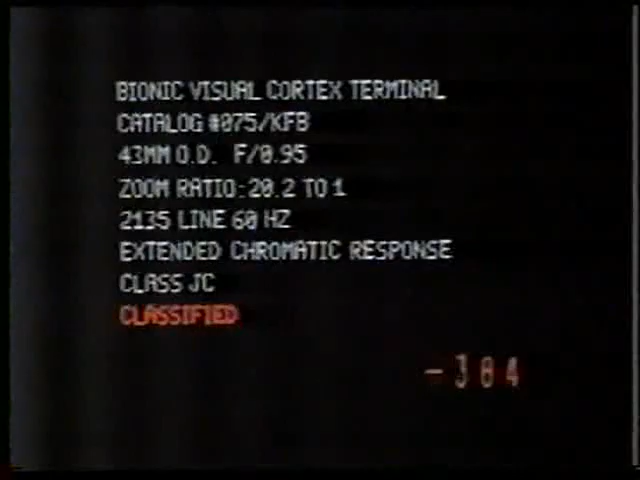 BIONIC VISUAL CORTEX TERMINAL
CATALOG #075/KFB
43MM O.D. F/0.95
ZOOM RATIO:20.2 TO 1
2135 LINE 60 HZ
EXTENDED CHROMATIC RESPONSE
CLASS JC
CLASSIFIED
-384